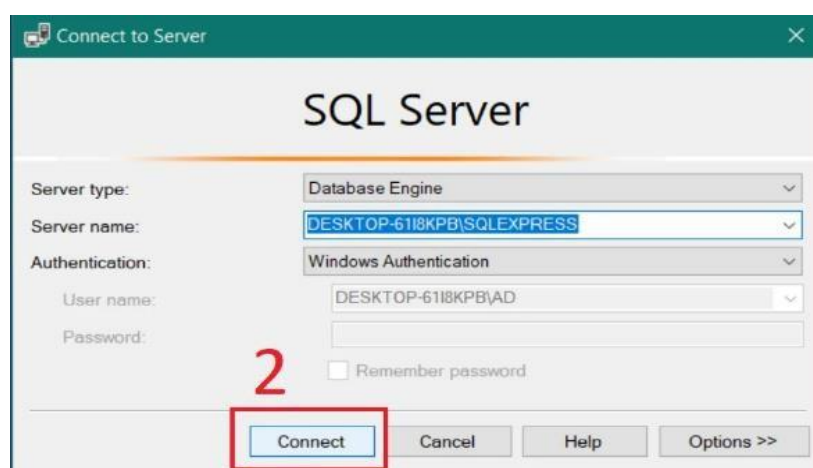 Connect to Server
SQL Server
Server type: Database Engine
Server name: DESKTOP-61I8KPB\SQLEXPRESS
Authentication: Windows Authentication
User name: DESKTOP-61I8KPB\AD
Password:
Remember password
2
Connect Cancel Help Options >>